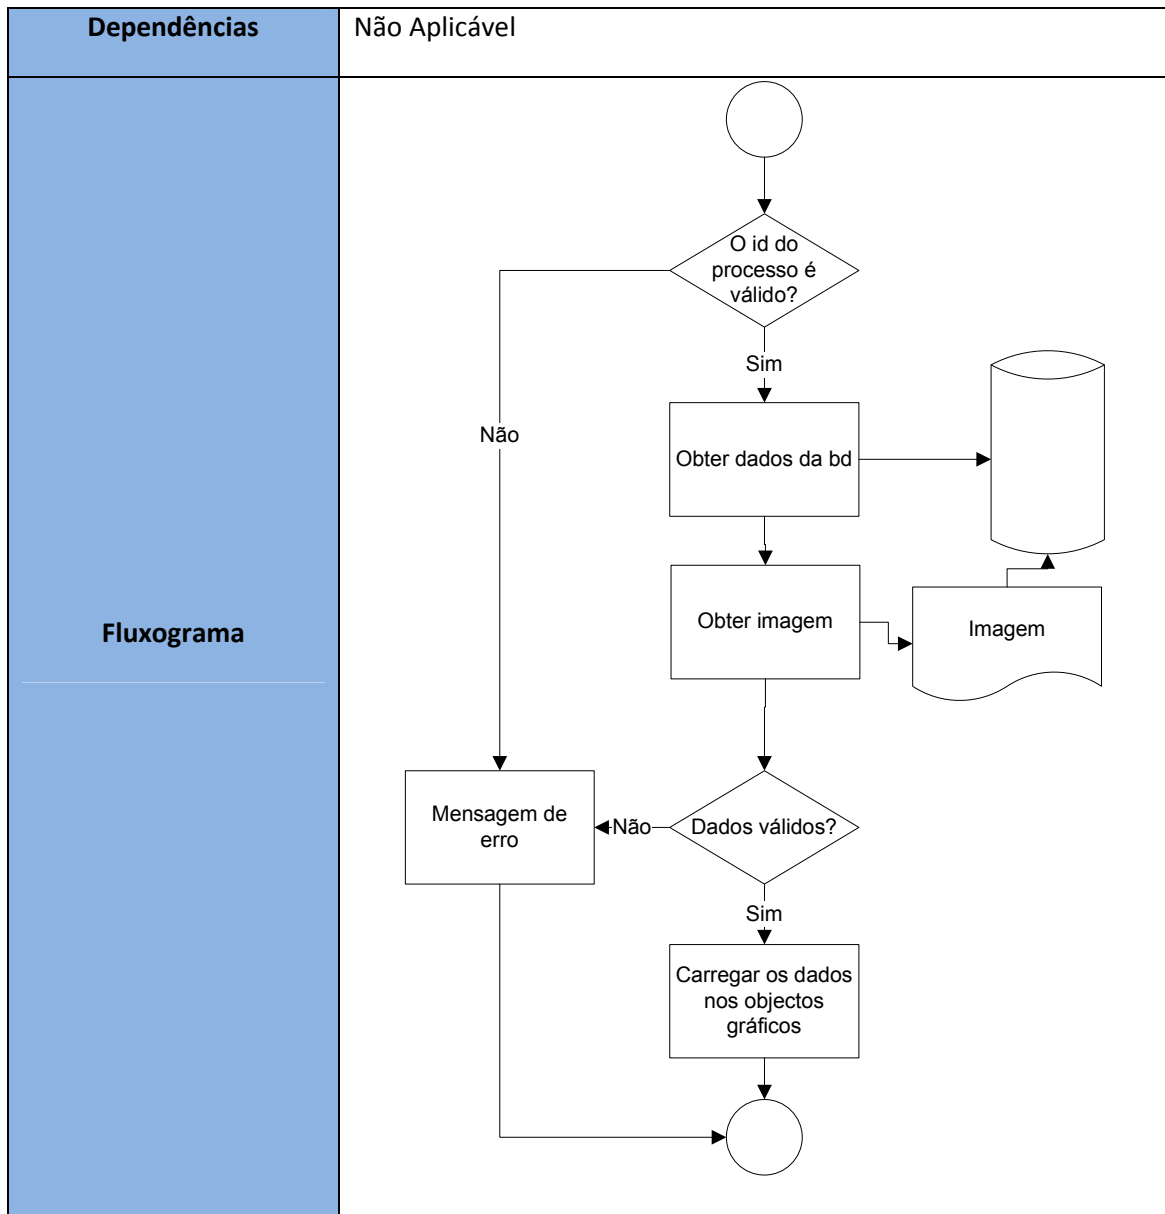 Dependências
Não Aplicável
Fluxograma
O id do
processo é
válido?
Sim
Não
Obter dados da bd
Obter imagem
Imagem
Mensagem de
erro
Não
Dados válidos?
Sim
Carregar os dados
nos objectos
gráficos